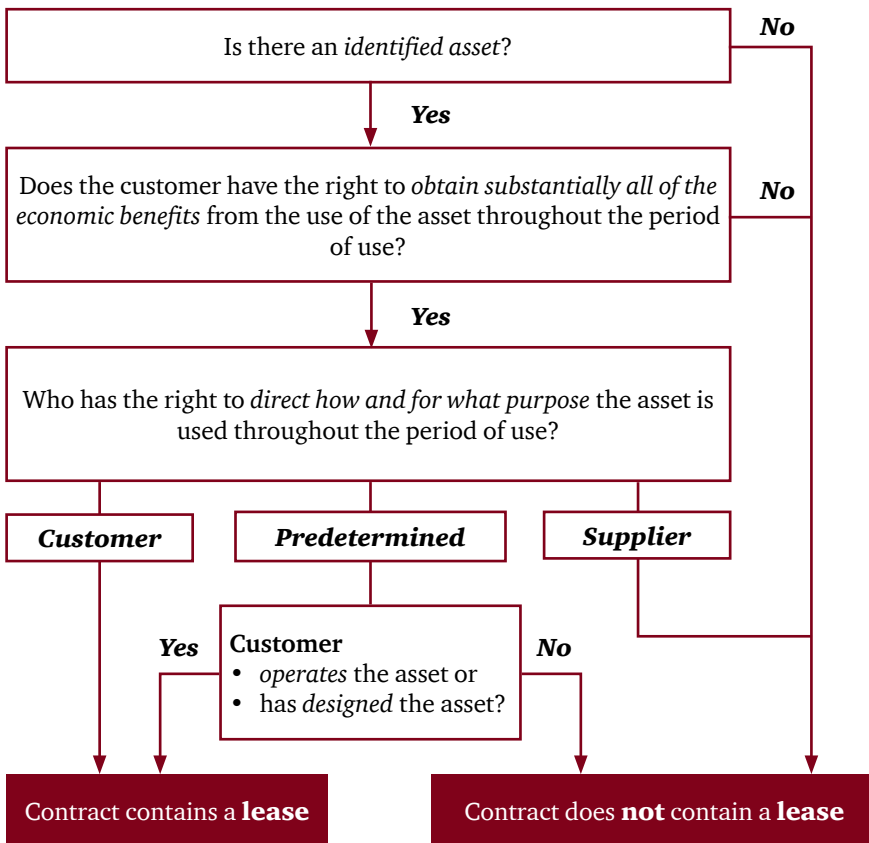 Is there an identified asset?
No
Yes
Does the customer have the right to obtain substantially all of the
economic benefits from the use of the asset throughout the period
of use?
No
Yes
Who has the right to direct how and for what purpose the asset is
used throughout the period of use?
Customer
Predetermined
Supplier
Yes
Customer
• operates the asset or
• has designed the asset?
No
Contract contains a lease
Contract does not contain a lease